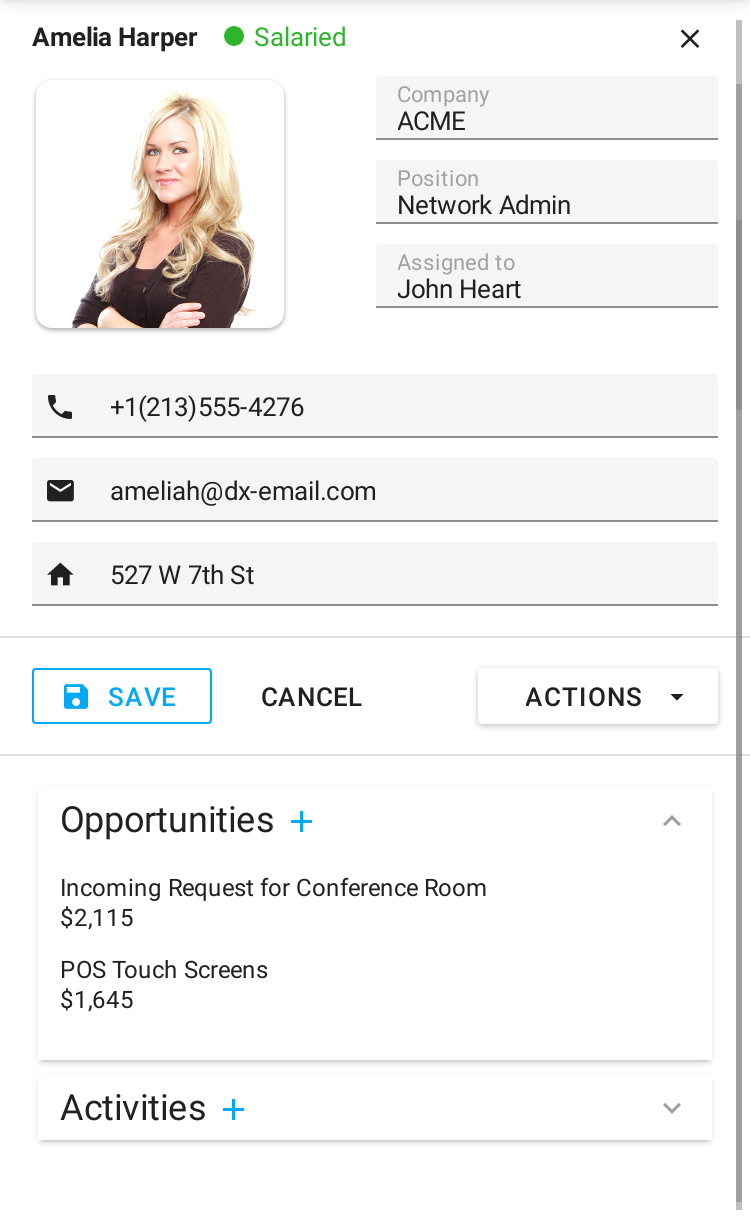 Amelia Harper Salaried
Company
ACME
Position
Network Admin
Assigned to
John Heart
+1(213)555-4276
ameliah@dx-email.com
527 W 7th St
SAVE CANCEL ACTIONS
Opportunities +
Incoming Request for Conference Room
$2,115
POS Touch Screens
$1,645
Activities +